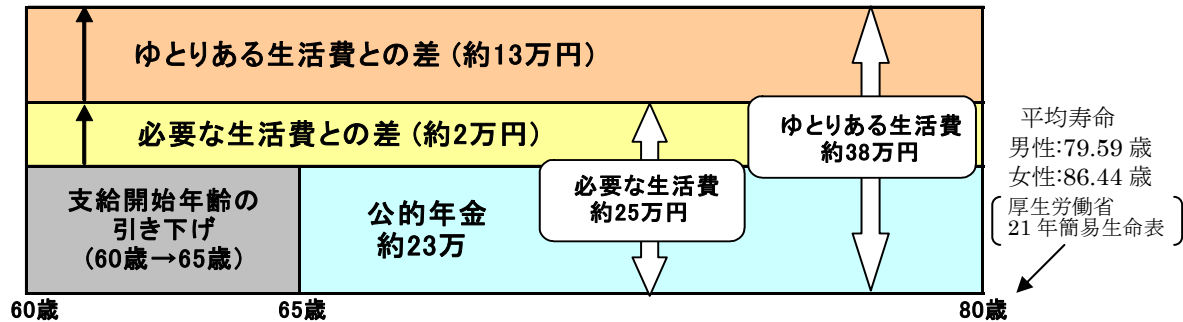 ゆとりある生活費との差（約13万円）
必要な生活費との差（約2万円）
ゆとりある生活費
約38万円
必要な生活費
約25万円
支給開始年齢の
引き下げ
（60歳→65歳）
公的年金
約23万
60歳
65歳
80歳
平均寿命
男性:79.59 歳
女性:86.44 歳
厚生労働省
21 年簡易生命表